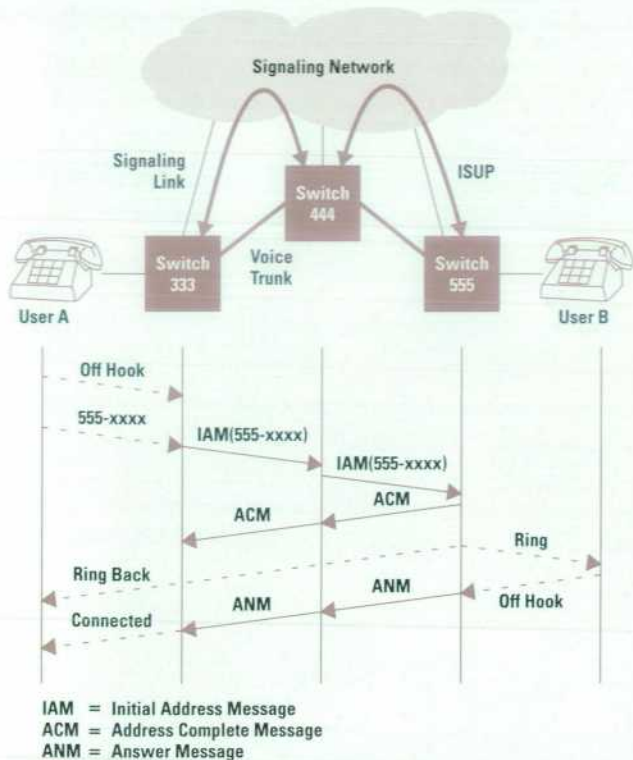 Signaling Network
Signaling
Link
ISUP
Switch
444
Switch
333
Voice
Trunk
Switch
555
User A
User B
Off Hook
555-xxxx
IAM(555-xxxx)
IAM(555-xxxx)
ACM
ACM
Ring
Ring Back
ANM
ANM
Off Hook
Connected
IAM = Initial Address Message
ACM = Address Complete Message
ANM = Answer Message